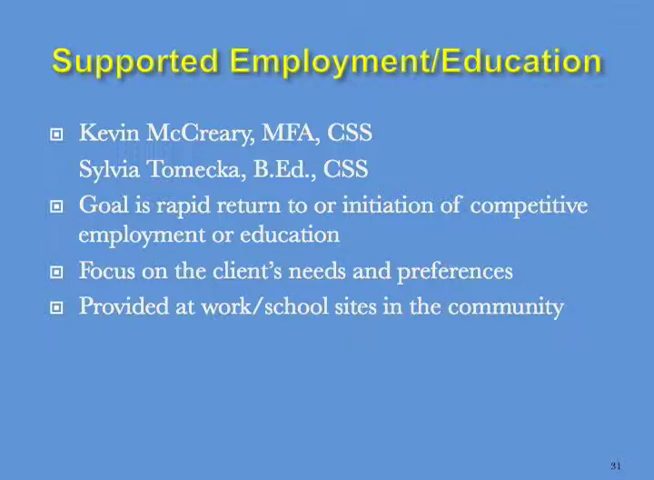 Supported Employment/Education
Kevin McCreary, MFA, CSS
Sylvia Tomecka, B.Ed., CSS
Goal is rapid return to or initiation of competitive
employment or education
Focus on the client's needs and preferences
Provided at work/school sites in the community
31